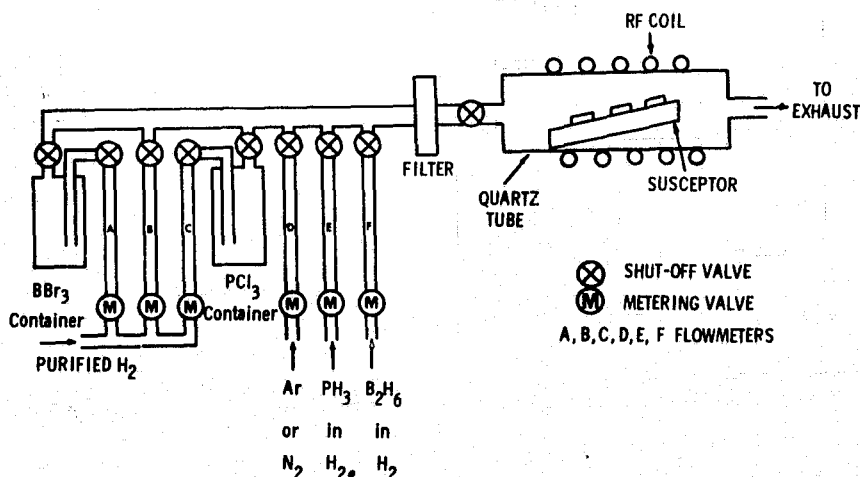 RF COIL
TO
EXHAUST
FILTER
QUARTZ
TUBE
SUSCEPTOR
A
B
C
D
E
F
BBr3
Container
PCl3
Container
M M M M M M
PURIFIED H2
SHUT-OFF VALVE
M METERING VALVE
A, B, C, D, E, F FLOWMETERS
Ar PH3 B2H6
or in in
N2 H2. H2